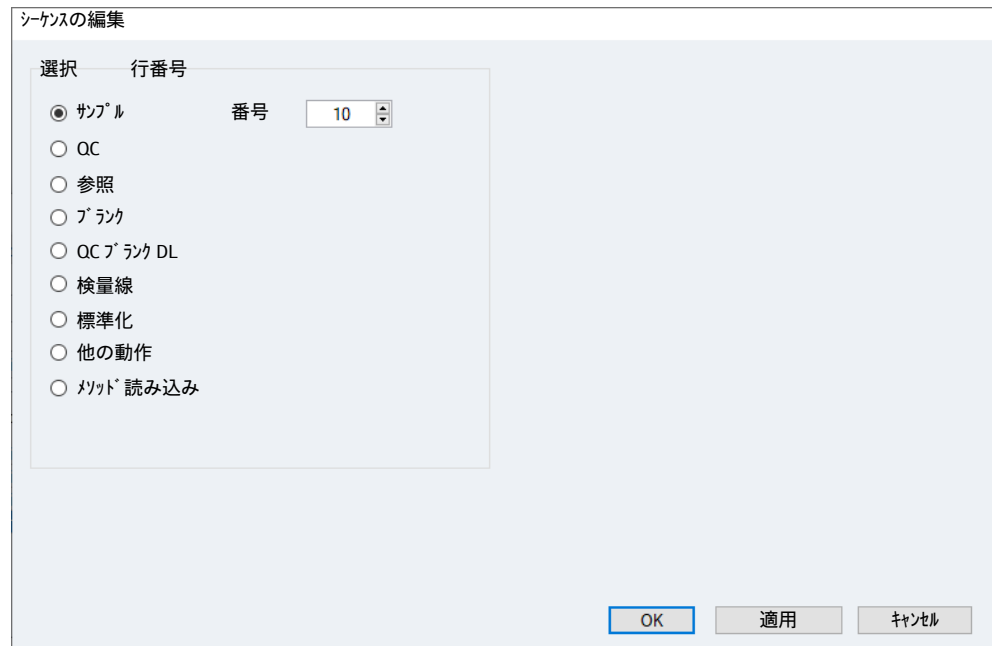 ｼｰｹﾝｽの編集
選択 行番号
ｻﾝﾌﾟﾙ 番号 10
QC
参照
ﾌﾞﾗﾝｸ
QC ﾌﾞﾗﾝｸ DL
検量線
標準化
他の動作
ﾒｿｯﾄﾞ読み込み
OK 適用 ｷｬﾝｾﾙ